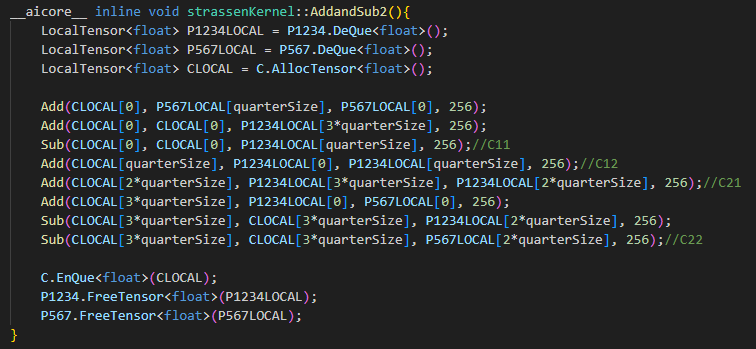 __aicore__ inline void strassenKernel::AddandSub2(){
    LocalTensor<float> P1234LOCAL = P1234.DeQue<float>();
    LocalTensor<float> P567LOCAL = P567.DeQue<float>();
    LocalTensor<float> CLOCAL = C.AllocTensor<float>();

    Add(CLOCAL[0], P567LOCAL[quarterSize], P567LOCAL[0], 256);
    Add(CLOCAL[0], CLOCAL[0], P1234LOCAL[3*quarterSize], 256);
    Sub(CLOCAL[0], CLOCAL[0], P1234LOCAL[quarterSize], 256);//C11
    Add(CLOCAL[quarterSize], P1234LOCAL[0], P1234LOCAL[quarterSize], 256);//C12
    Add(CLOCAL[2*quarterSize], P1234LOCAL[3*quarterSize], P1234LOCAL[2*quarterSize], 256);//C21
    Add(CLOCAL[3*quarterSize], P1234LOCAL[0], P567LOCAL[0], 256);
    Sub(CLOCAL[3*quarterSize], CLOCAL[3*quarterSize], P1234LOCAL[2*quarterSize], 256);
    Sub(CLOCAL[3*quarterSize], CLOCAL[3*quarterSize], P567LOCAL[2*quarterSize], 256);//C22

    C.EnQue<float>(CLOCAL);
    P1234.FreeTensor<float>(P1234LOCAL);
    P567.FreeTensor<float>(P567LOCAL);
}